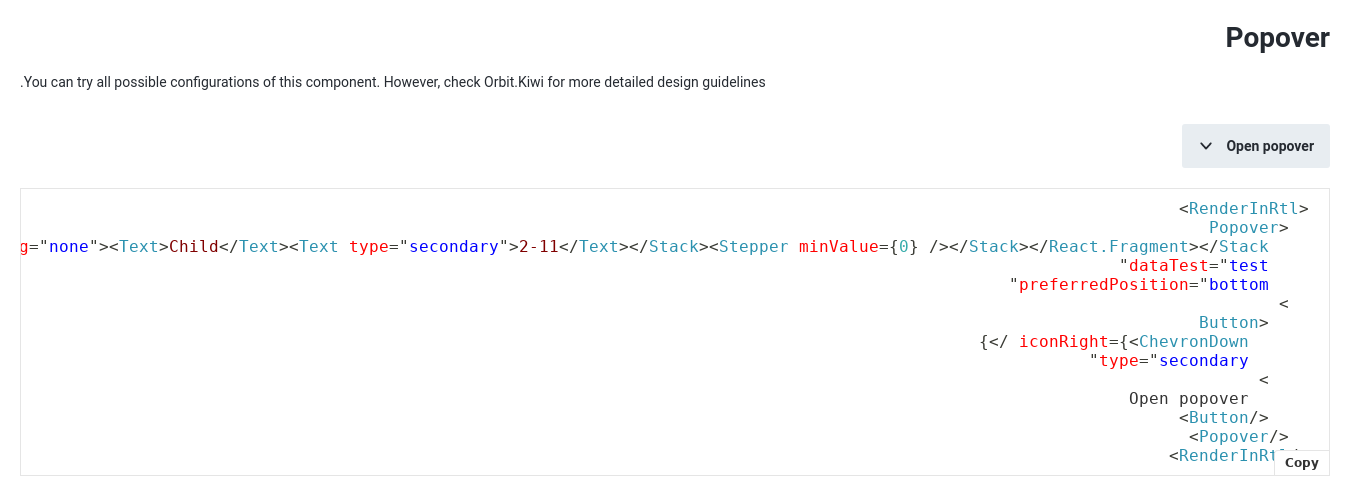 Popover
.You can try all possible configurations of this component. However, check Orbit.Kiwi for more detailed design guidelines
Open popover
<RenderInRtl>
Popover>
g="none"><Text>Child</Text><Text type="secondary">2-11</Text></Stack><Stepper minValue={0} /></Stack></React.Fragment></Stack
"dataTest="test
"preferredPosition="bottom
<
Button>
{</ iconRight={<ChevronDown
"type="secondary
<
Open popover
<Button/>
<Popover/>
<RenderInRtl
Copy